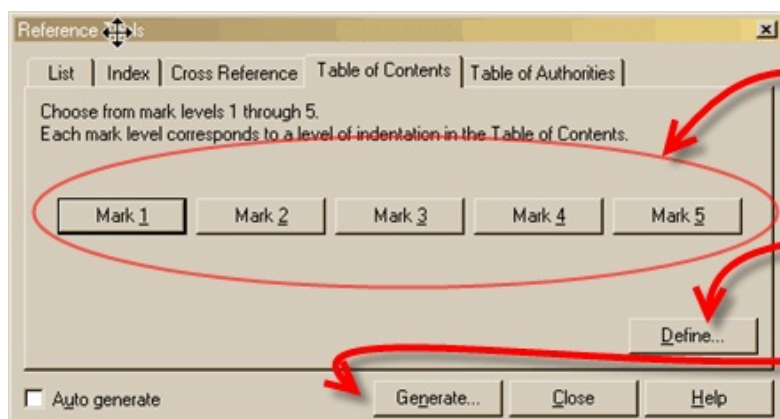 Reference Tools
List Index Cross Reference Table of Contents Table of Authorities
Choose from mark levels 1 through 5.
Each mark level corresponds to a level of indentation in the Table of Contents.
Mark 1 Mark 2 Mark 3 Mark 4 Mark 5
Define...
Auto generate Generate... Close Help